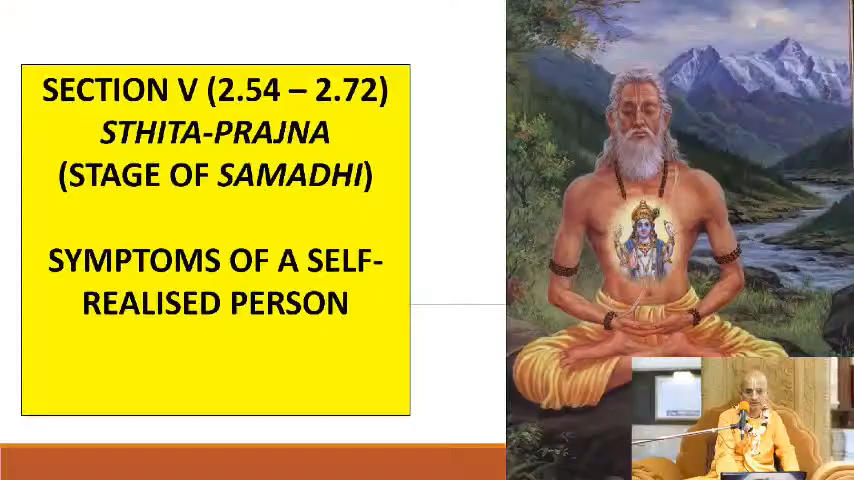 SECTION V (2.54 – 2.72)
STHITA-PRAJNA
(STAGE OF SAMADHI)
SYMPTOMS OF A SELF-
REALISED PERSON